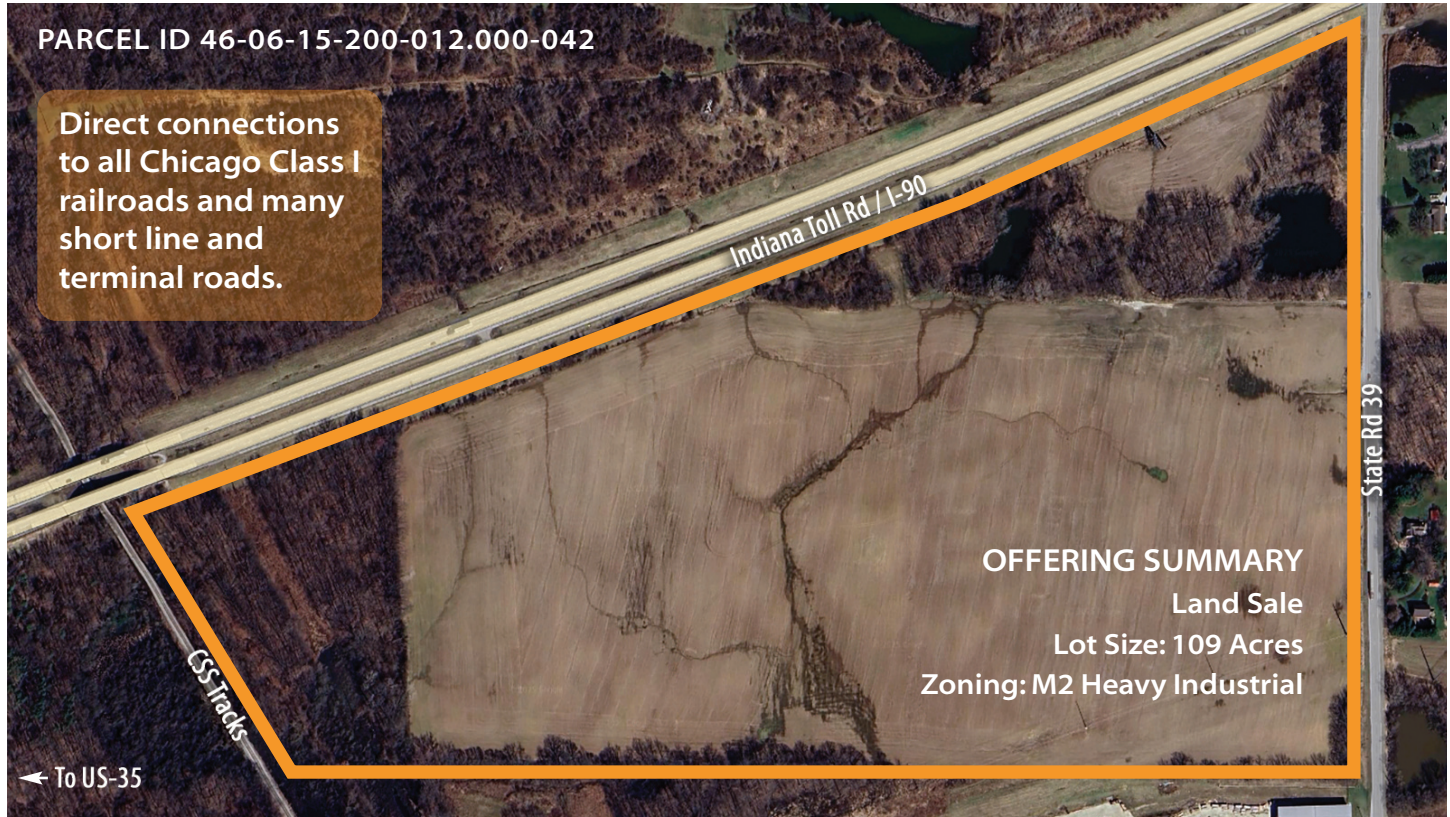 PARCEL ID 46-06-15-200-012.000-042
Direct connections
to all Chicago Class I
railroads and many
short line and
terminal roads.
Indiana Toll Rd / I-90
State Rd 39
OFFERING SUMMARY
Land Sale
Lot Size: 109 Acres
Zoning: M2 Heavy Industrial
CSS Tracks
To US-35